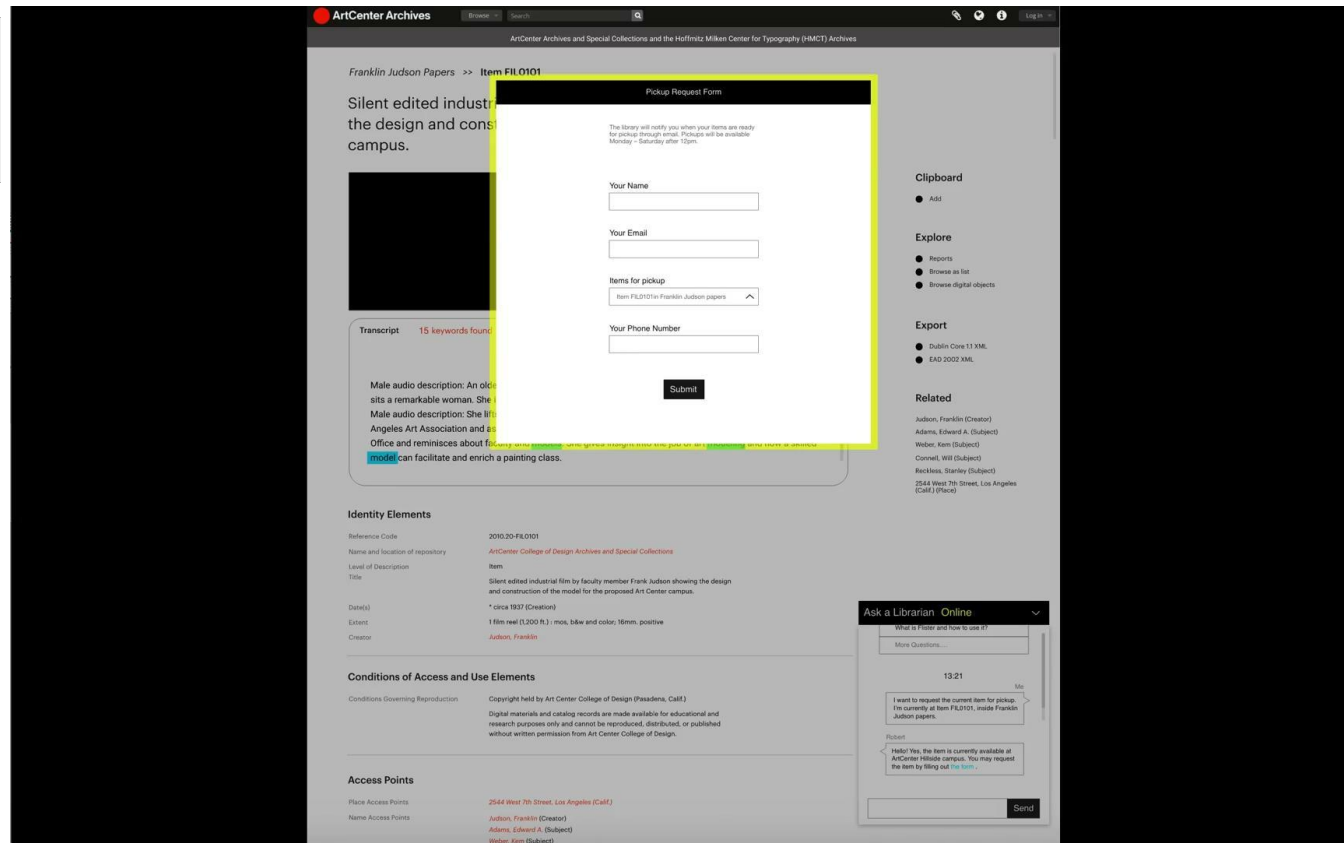 ArtCenter Archives
Browse
Search
Log in
ArtCenter Archives and Special Collections and the Hoffmitz Milken Center for Typography (HMCT) Archives
Franklin Judson Papers >> Item FIL0101
Silent edited industri
the design and const
campus.
Pickup Request Form
The library will notify you when your items are ready
for pickup through email. Pickups will be available
Monday – Saturday after 12pm.
Your Name
Your Email
Items for pickup
Item FIL0101in Franklin Judson papers
Your Phone Number
Submit
Clipboard
Add
Explore
Reports
Browse as list
Browse digital objects
Export
Dublin Core 1.1 XML
EAD 2002 XML
Related
Judson, Franklin (Creator)
Adams, Edward A. (Subject)
Weber, Kem (Subject)
Connell, Will (Subject)
Reckless, Stanley (Subject)
2544 West 7th Street, Los Angeles
(Calif.) (Place)
Transcript 15 keywords found
Male audio description: An olde
sits a remarkable woman. She
Male audio description: She lift
Angeles Art Association and as
Office and reminisces about faculty and models. She gives insight into the job of art modeling and how a skilled
model can facilitate and enrich a painting class.
Identity Elements
Reference Code 2010.20-FIL0101
Name and location of repository ArtCenter College of Design Archives and Special Collections
Level of Description Item
Title Silent edited industrial film by faculty member Frank Judson showing the design
and construction of the model for the proposed Art Center campus.
Date(s) * circa 1937 (Creation)
Extent 1 film reel (1,200 ft.) : mos, b&w and color; 16mm. positive
Creator Judson, Franklin
Conditions of Access and Use Elements
Conditions Governing Reproduction Copyright held by Art Center College of Design (Pasadena, Calif.)
Digital materials and catalog records are made available for educational and
research purposes only and cannot be reproduced, distributed, or published
without written permission from Art Center College of Design.
Access Points
Place Access Points 2544 West 7th Street, Los Angeles (Calif.)
Name Access Points Judson, Franklin (Creator)
Adams, Edward A. (Subject)
Weber, Kem (Subject)
Ask a Librarian Online
What is Flister and how to use it?
More Questions....
13:21
Me
I want to request the current item for pickup.
I'm currently at Item FIL0101, inside Franklin
Judson papers.
Robert
Hello! Yes, the item is currently available at
ArtCenter Hillside campus. You may request
the item by filling out the form .
Send